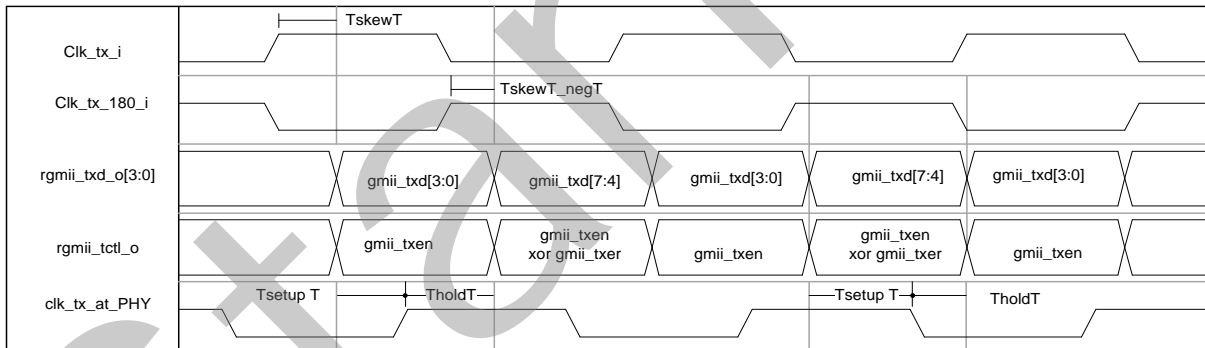 TskewT
Clk_tx_i
TskewT_negT
Clk_tx_180_i
rgmii_txd_o[3:0]
gmii_txd[3:0]
gmii_txd[7:4]
gmii_txd[3:0]
gmii_txd[7:4]
gmii_txd[3:0]
rgmii_tctl_o
gmii_txen
gmii_txen
xor gmii_txer
gmii_txen
gmii_txen
xor gmii_txer
gmii_txen
clk_tx_at_PHY
Tsetup T
TholdT
Tsetup T
TholdT